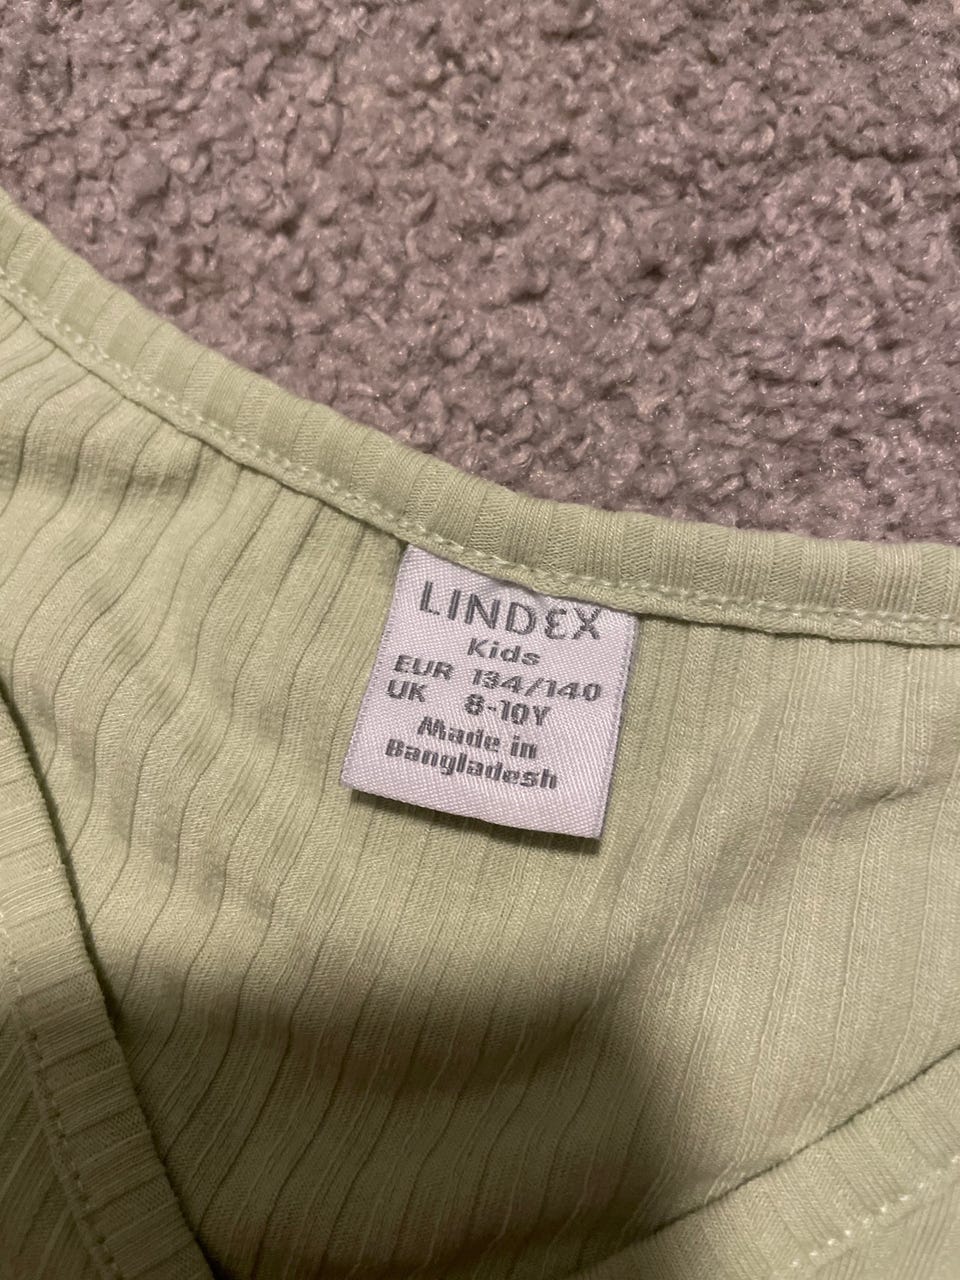 LINDEX
Kids
EUR 134/140
UK 8-10Y
Made in
Bangladesh